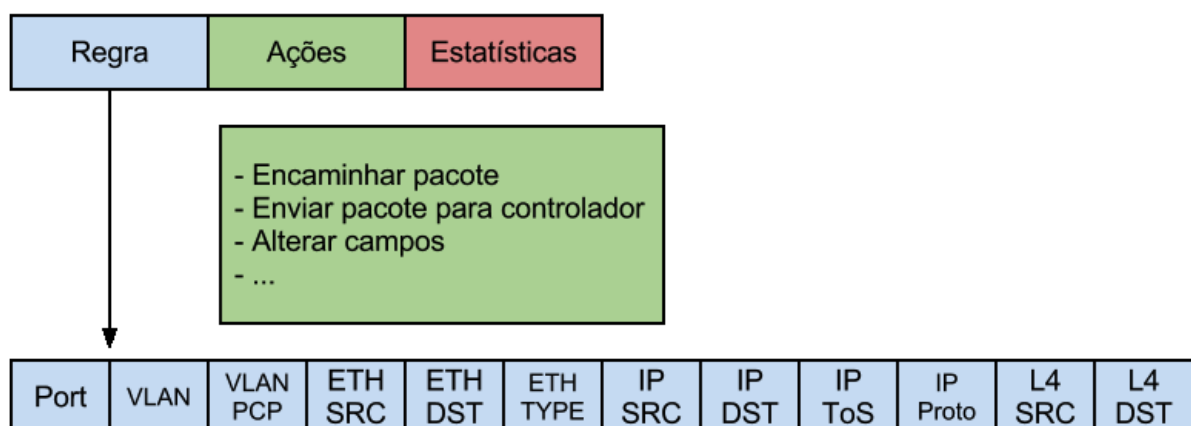 Regra
Ações
Estatísticas
- Encaminhar pacote
- Enviar pacote para controlador
- Alterar campos
- ...
Port
VLAN
VLAN
PCP
ETH
SRC
ETH
DST
ETH
TYPE
IP
SRC
IP
DST
IP
ToS
IP
Proto
L4
SRC
L4
DST